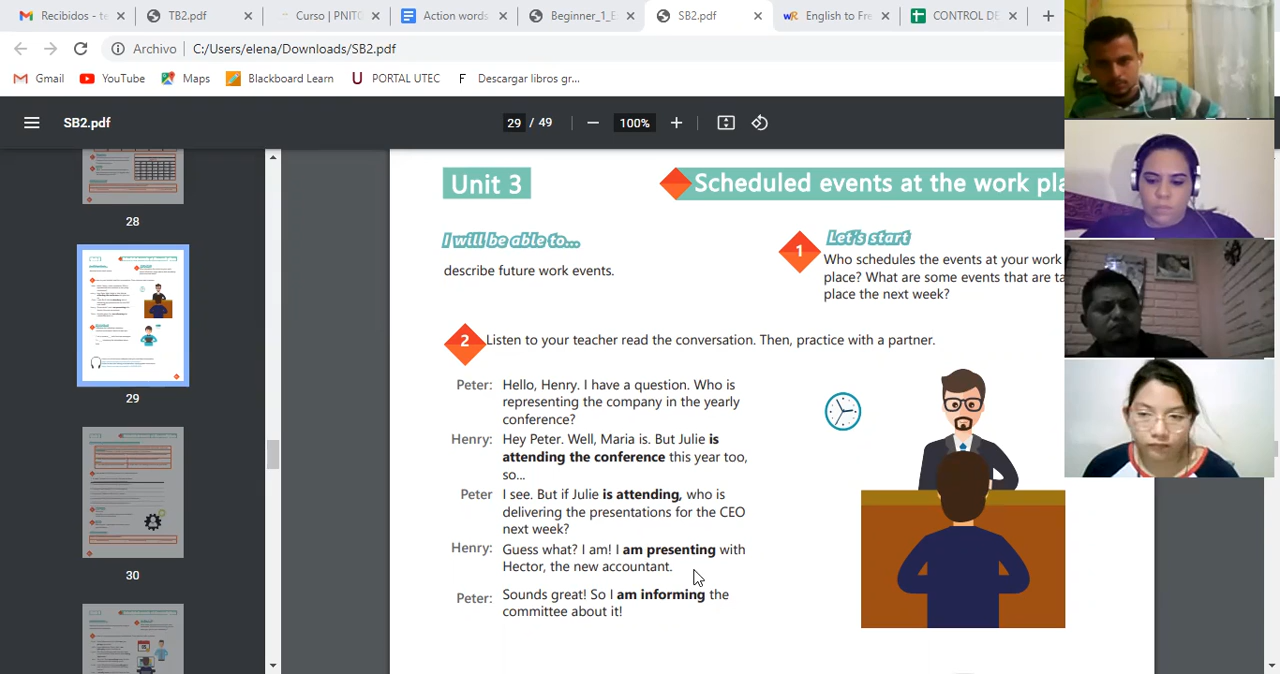 Recibidos - te
TB2.pdf
Curso | PNITC
Action words
Beginner_1_E
SB2.pdf
English to Fre
CONTROL DE
Archivo
C:/Users/elena/Downloads/SB2.pdf
Gmail
YouTube
Maps
Blackboard Learn
PORTAL UTEC
Descargar libros gr...
SB2.pdf
29 / 49
100%
28
29
30
Unit 3
Scheduled events at the work pla
I will be able to...
describe future work events.
1
Let's start
Who schedules the events at your work
place? What are some events that are ta
place the next week?
2
Listen to your teacher read the conversation. Then, practice with a partner.
Peter: Hello, Henry. I have a question. Who is
representing the company in the yearly
conference?
Henry: Hey Peter. Well, Maria is. But Julie is
attending the conference this year too,
so...
Peter I see. But if Julie is attending, who is
delivering the presentations for the CEO
next week?
Henry: Guess what? I am! I am presenting with
Hector, the new accountant.
Peter: Sounds great! So I am informing the
committee about it!